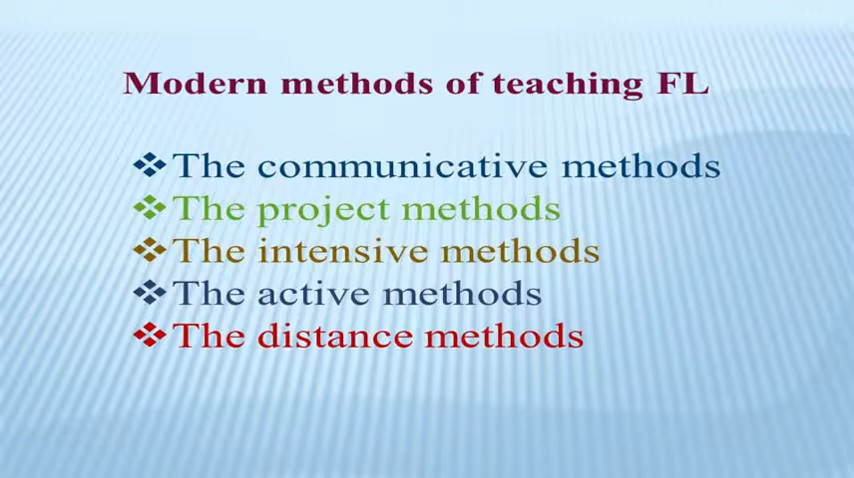 Modern methods of teaching FL
❖The communicative methods
❖The project methods
❖The intensive methods
❖The active methods
❖The distance methods